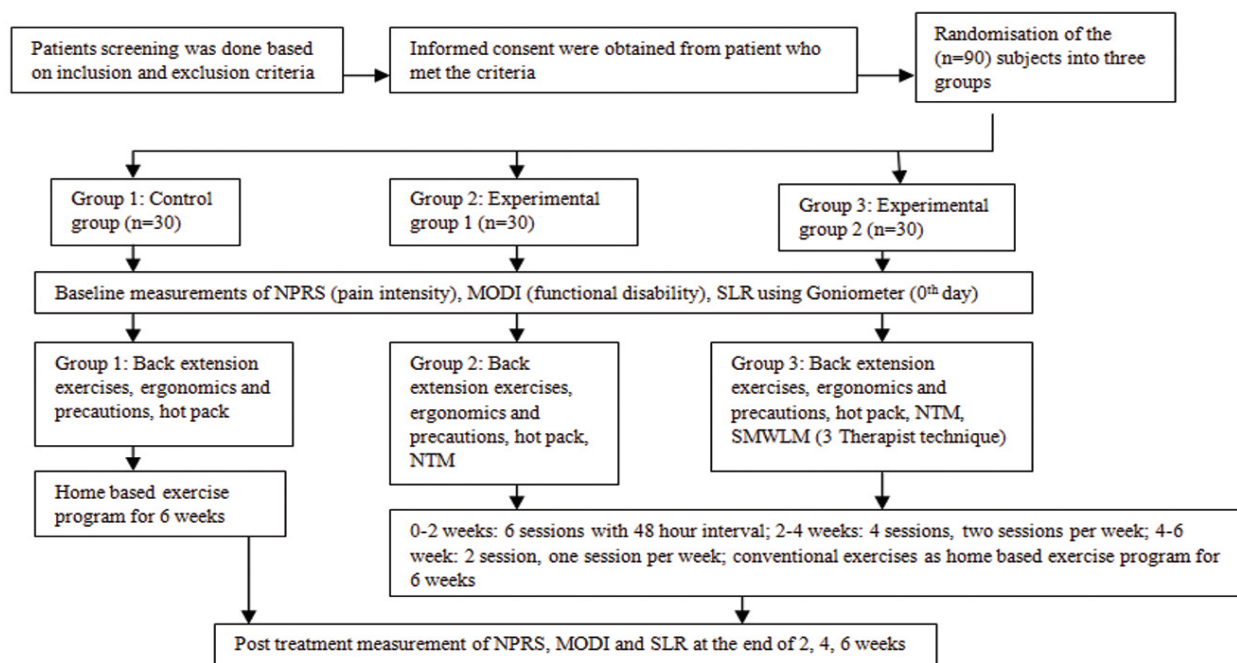 Patients screening was done based
on inclusion and exclusion criteria
Informed consent were obtained from patient who
met the criteria
Randomisation of the
(n=90) subjects into three
groups
Group 1: Control
group (n=30)
Group 2: Experimental
group 1 (n=30)
Group 3: Experimental
group 2 (n=30)
Baseline measurements of NPRS (pain intensity), MODI (functional disability), SLR using Goniometer (0th day)
Group 1: Back extension
exercises, ergonomics and
precautions, hot pack
Group 2: Back
extension exercises,
ergonomics and
precautions, hot pack,
NTM
Group 3: Back extension
exercises, ergonomics and
precautions, hot pack, NTM,
SMWLM (3 Therapist technique)
Home based exercise
program for 6 weeks
0-2 weeks: 6 sessions with 48 hour interval; 2-4 weeks: 4 sessions, two sessions per week; 4-6
week: 2 session, one session per week; conventional exercises as home based exercise program for
6 weeks
Post treatment measurement of NPRS, MODI and SLR at the end of 2, 4, 6 weeks